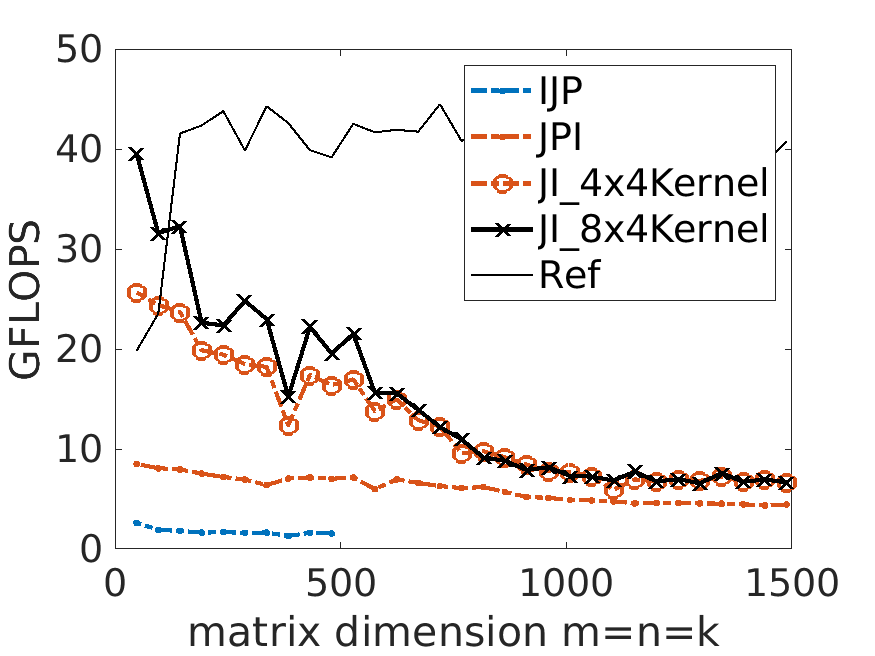 50
40
30
20
10
0
GFLOPS
IJP
JPI
JI_4x4Kernel
JI_8x4Kernel
Ref
0 500 1000 1500
matrix dimension m=n=k